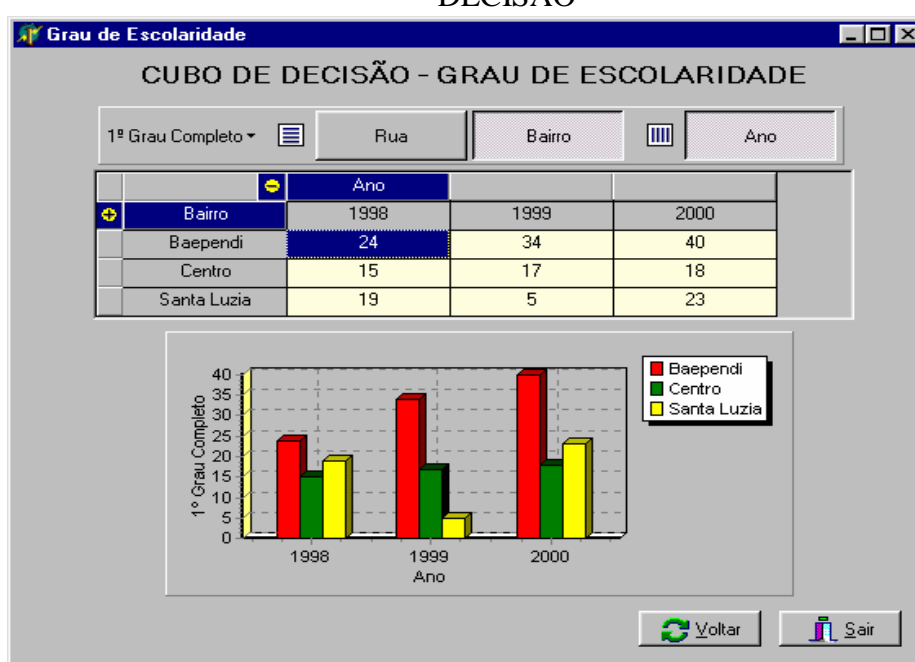 DECISÃO
Grau de Escolaridade
CUBO DE DECISÃO - GRAU DE ESCOLARIDADE
1º Grau Completo Rua Bairro Ano
Ano
Bairro 1998 1999 2000
Baependi 24 34 40
Centro 15 17 18
Santa Luzia 19 5 23
1º Grau Completo
40
35
30
25
20
15
10
5
0
1998 1999 2000
Ano
Baependi
Centro
Santa Luzia
Voltar Sair